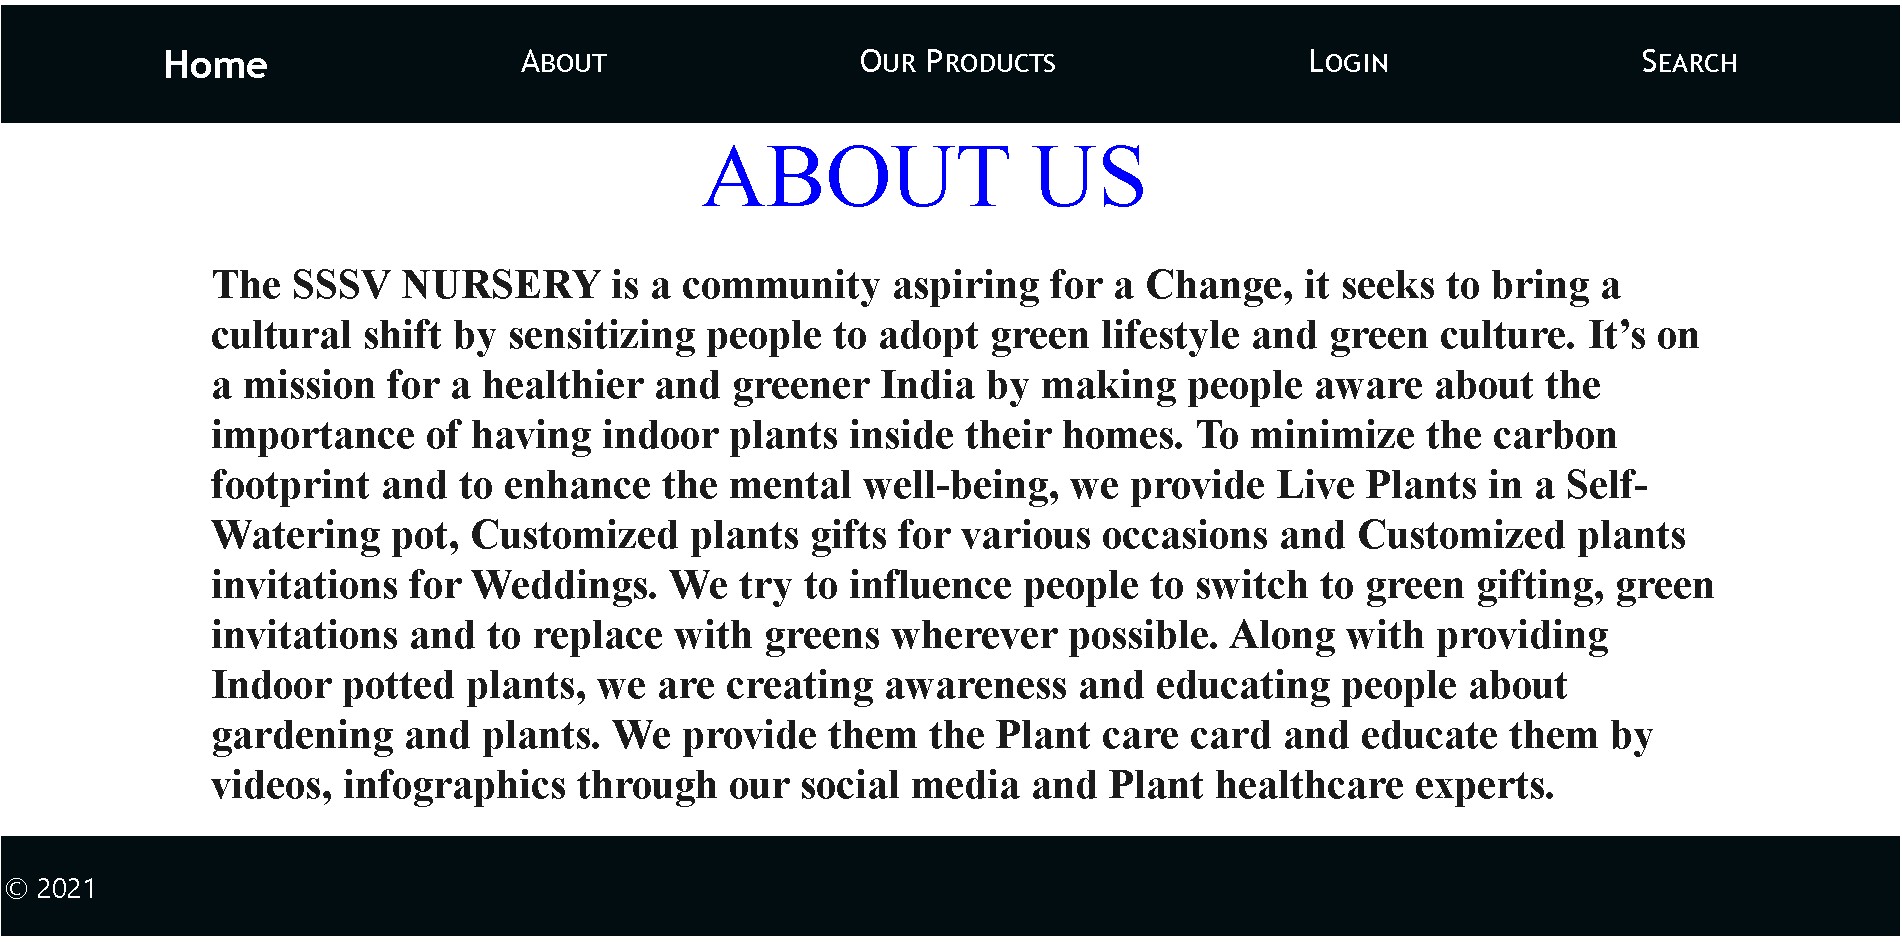 Home About Our Products Login Search
ABOUT US
The SSSV NURSERY is a community aspiring for a Change, it seeks to bring a
cultural shift by sensitizing people to adopt green lifestyle and green culture. It’s on
a mission for a healthier and greener India by making people aware about the
importance of having indoor plants inside their homes. To minimize the carbon
footprint and to enhance the mental well-being, we provide Live Plants in a Self-
Watering pot, Customized plants gifts for various occasions and Customized plants
invitations for Weddings. We try to influence people to switch to green gifting, green
invitations and to replace with greens wherever possible. Along with providing
Indoor potted plants, we are creating awareness and educating people about
gardening and plants. We provide them the Plant care card and educate them by
videos, infographics through our social media and Plant healthcare experts.
© 2021